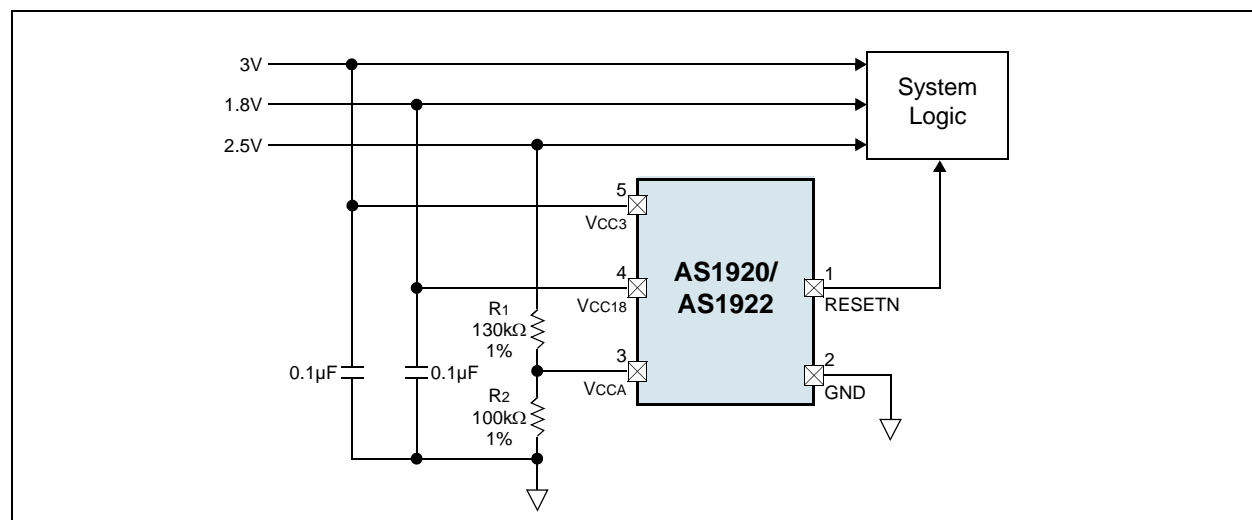 3V
1.8V
2.5V
System
Logic
5
VCC3
4
VCC18
3
VCCA
AS1920/
AS1922
1
RESETN
2
GND
R1
130kΩ
1%
R2
100kΩ
1%
0.1µF
0.1µF